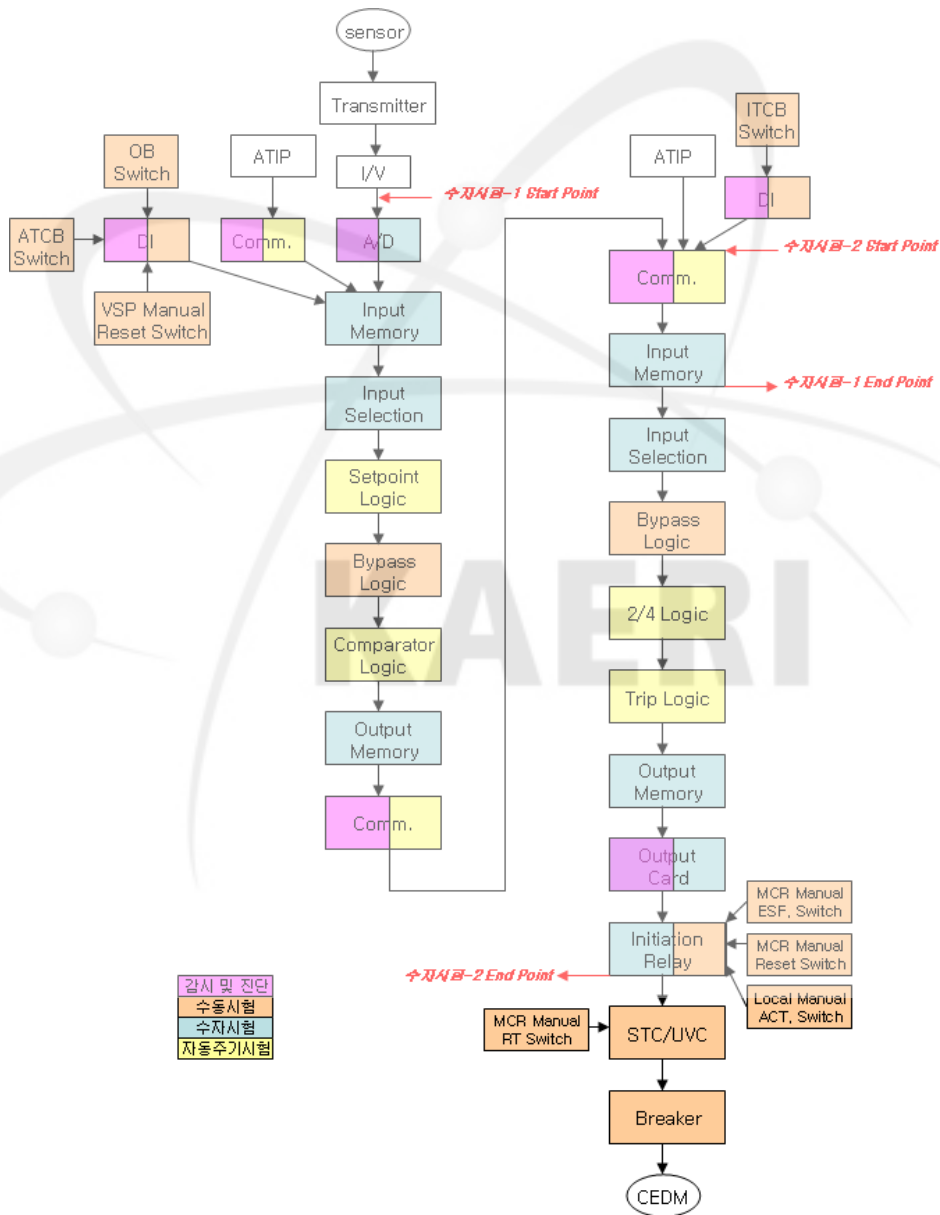 sensor
Transmitter
I/V
수자시험-1 Start Point
OB
Switch
ATIP
ATCB
Switch
DI
Comm.
A/D
VSP Manual
Reset Switch
Input
Memory
Input
Selection
Setpoint
Logic
Bypass
Logic
Comparator
Logic
Output
Memory
Comm.
ITCB
Switch
ATIP
DI
수자시험-2 Start Point
Comm.
Input
Memory
수자시험-1 End Point
Input
Selection
Bypass
Logic
2/4 Logic
Trip Logic
Output
Memory
Output
Card
Initiation
Relay
MCR Manual
ESF, Switch
MCR Manual
Reset Switch
Local Manual
ACT, Switch
수자시험-2 End Point
MCR Manual
RT Switch
STC/UVC
Breaker
CEDM
감시 및 진단
수동시험
수자시험
자동주기시험
KAERI